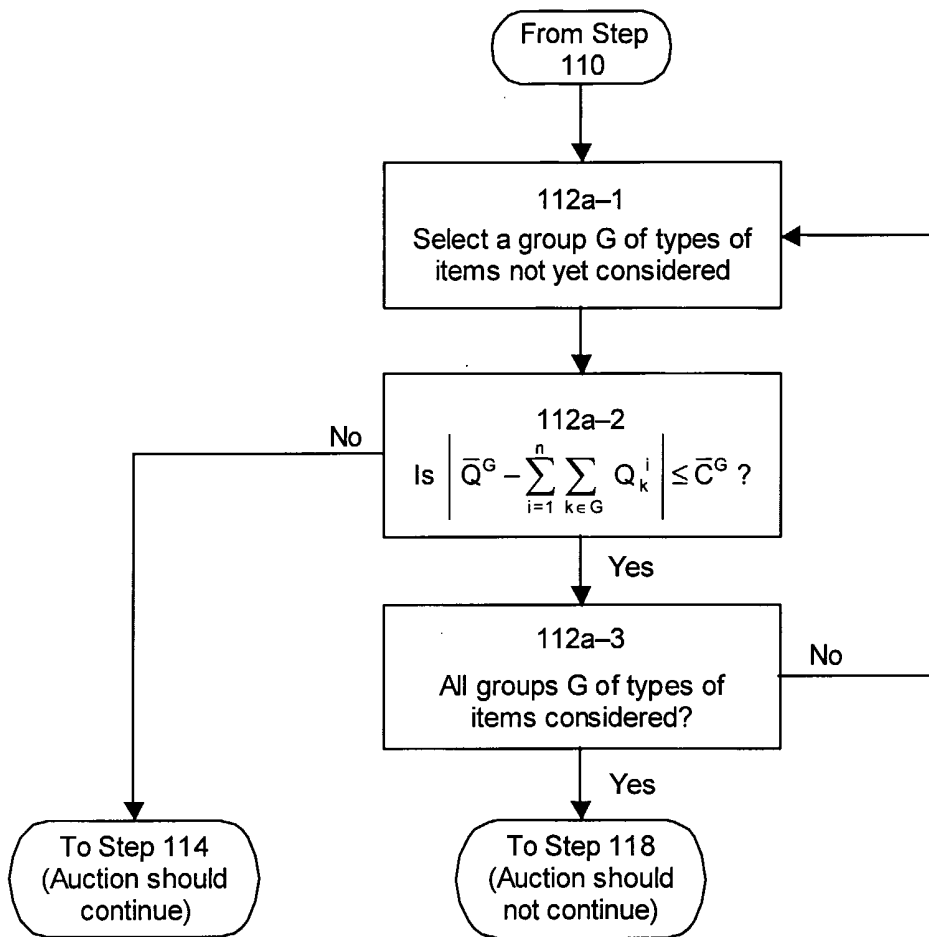 From Step
110
112a–1
Select a group G of types of
items not yet considered
112a–2
No
Is | Q̅^G – ∑_{i=1}^{n} ∑_{k∈G} Q_k^i | ≤ C̅^G ?
Yes
112a–3
No
All groups G of types of
items considered?
Yes
To Step 114
(Auction should
continue)
To Step 118
(Auction should
not continue)